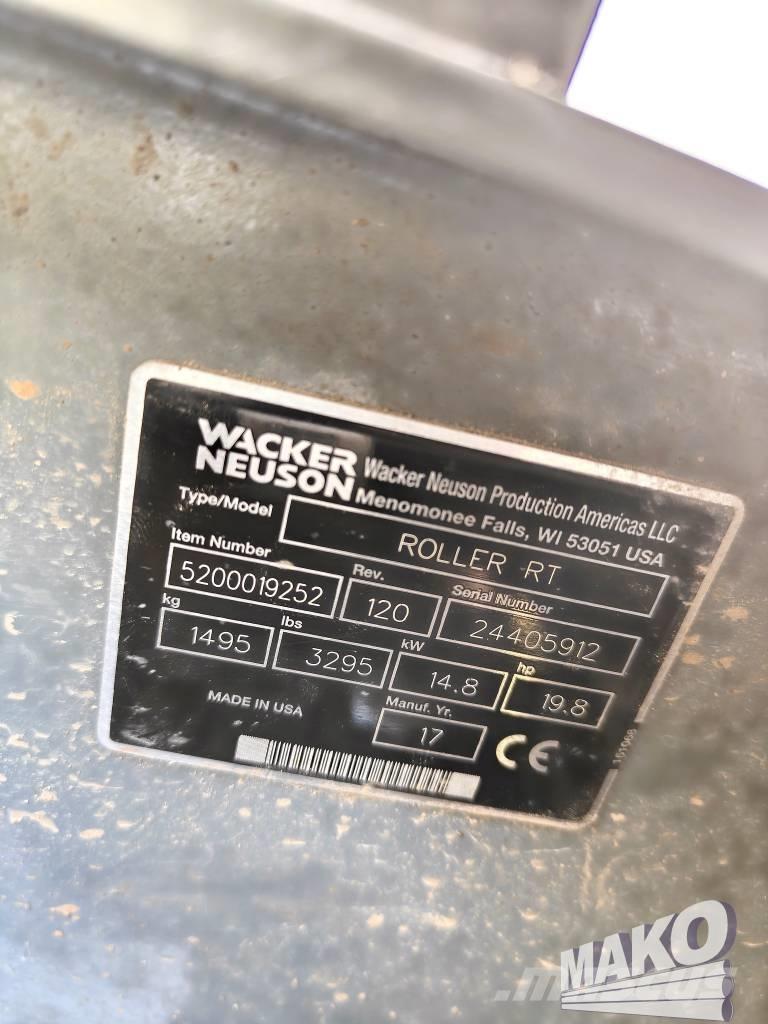 WACKER
NEUSON
Wacker Neuson Production Americas LLC
Menomonee Falls, WI 53051 USA
Type/Model
ROLLER RT
Item Number
5200019252
Rev.
120
Serial Number
24405912
kg
1495
lbs
3295
kW
14.8
hp
19.8
MADE IN USA
Manuf. Yr.
17
CE
161068
MAKO